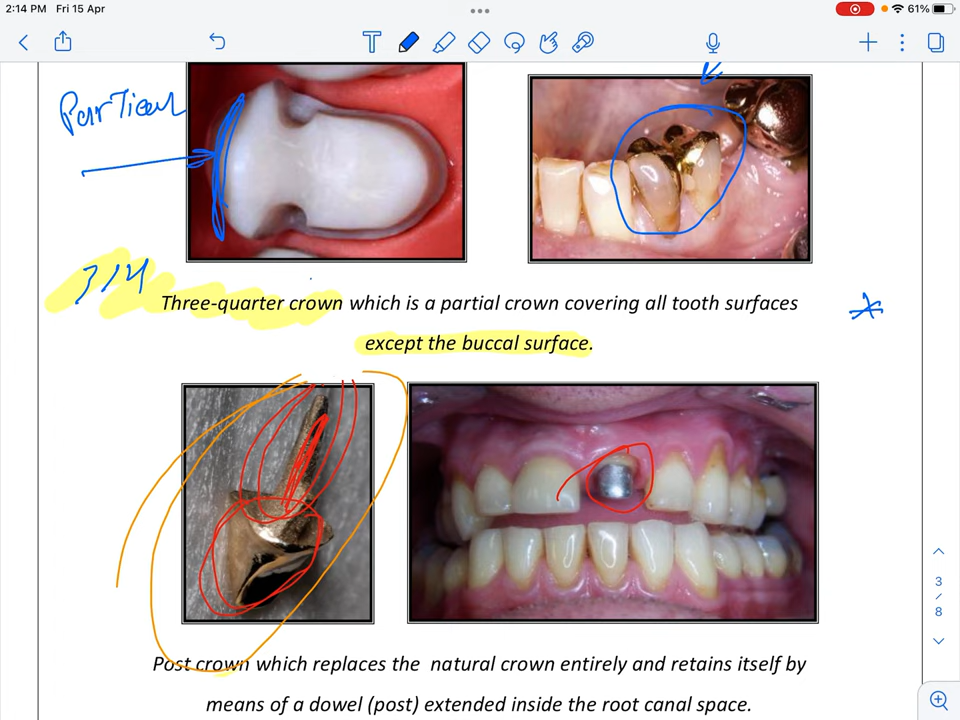 2:14 PM Fri 15 Apr
61%
T
Partial
3/4
Three-quarter crown which is a partial crown covering all tooth surfaces
except the buccal surface.
Post crown which replaces the natural crown entirely and retains itself by
means of a dowel (post) extended inside the root canal space.
3
/
8